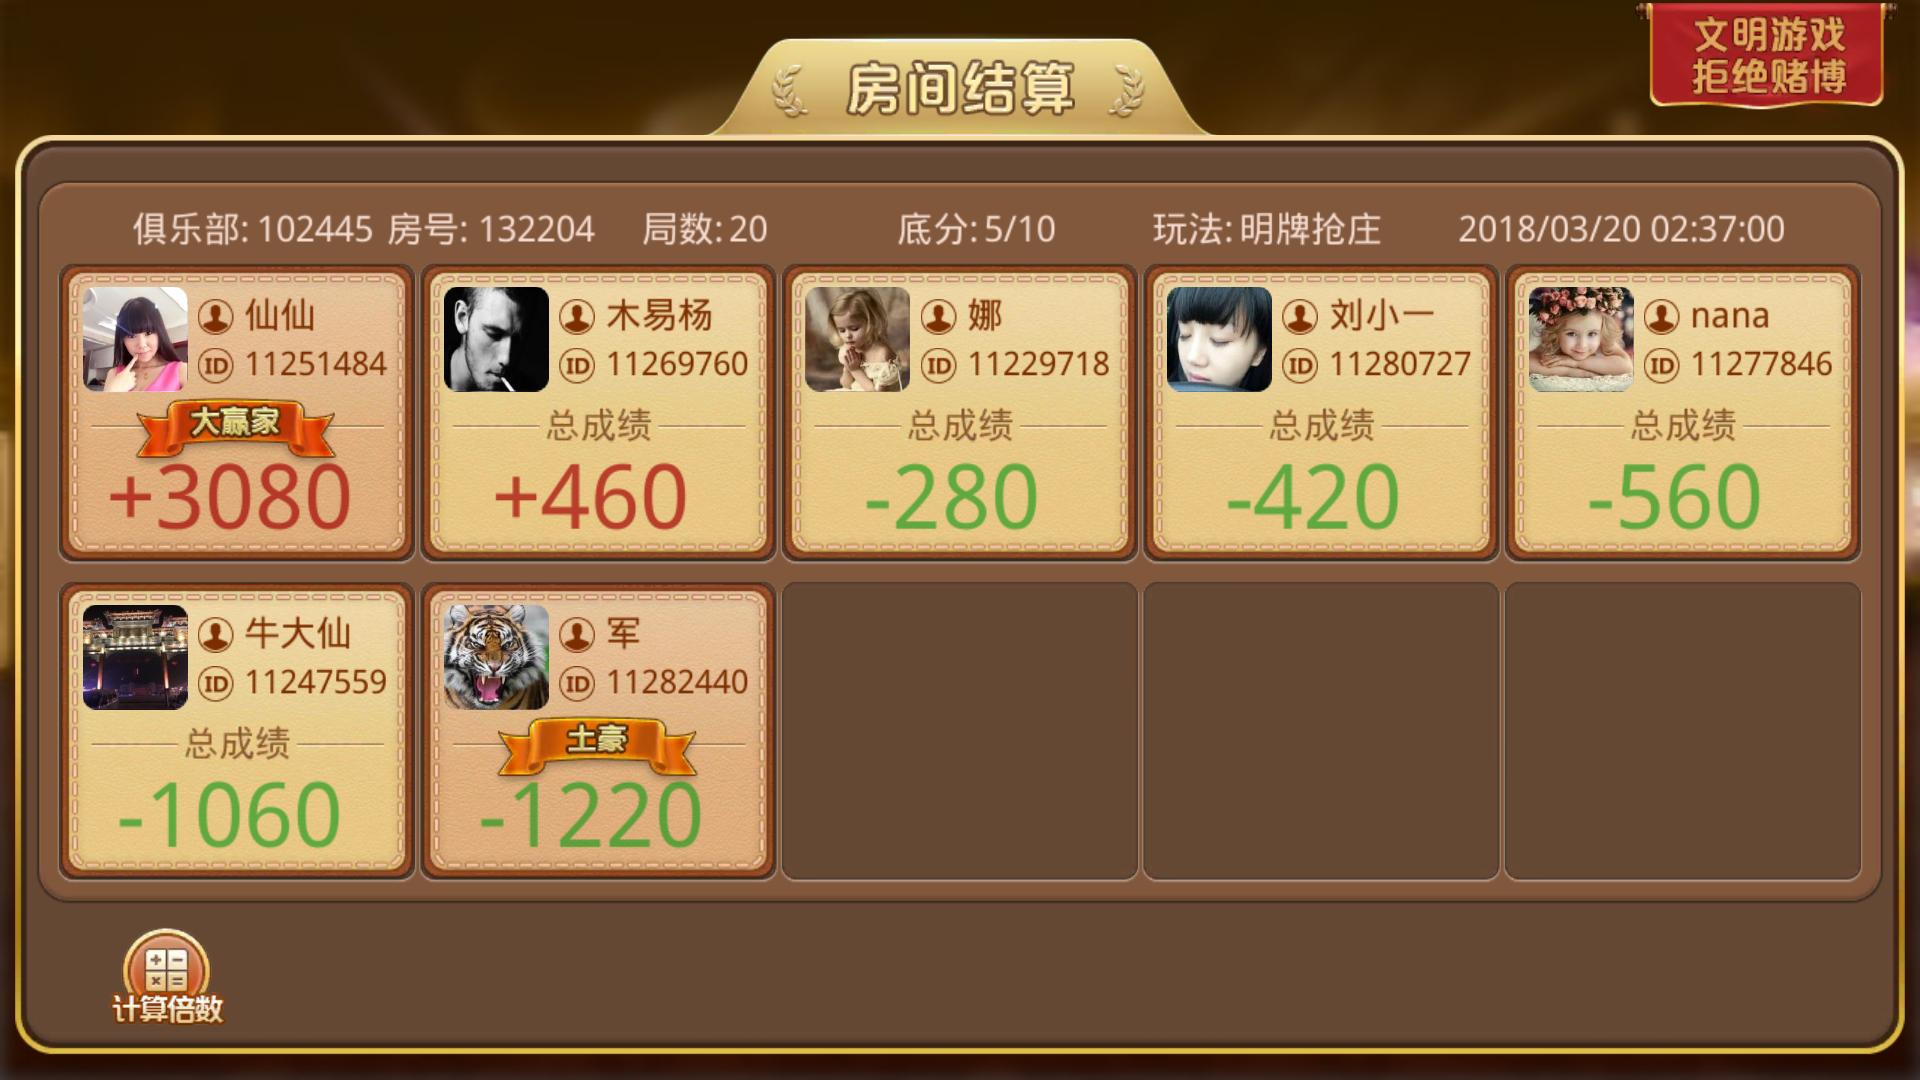 文明游戏
拒绝赌博
房间结算
俱乐部: 102445 房号: 132204 局数: 20 底分: 5/10 玩法: 明牌抢庄 2018/03/20 02:37:00
仙仙
ID 11251484
大赢家
+3080
木易杨
ID 11269760
总成绩
+460
娜
ID 11229718
总成绩
-280
刘小一
ID 11280727
总成绩
-420
nana
ID 11277846
总成绩
-560
牛大仙
ID 11247559
总成绩
-1060
军
ID 11282440
土豪
-1220
计算倍数